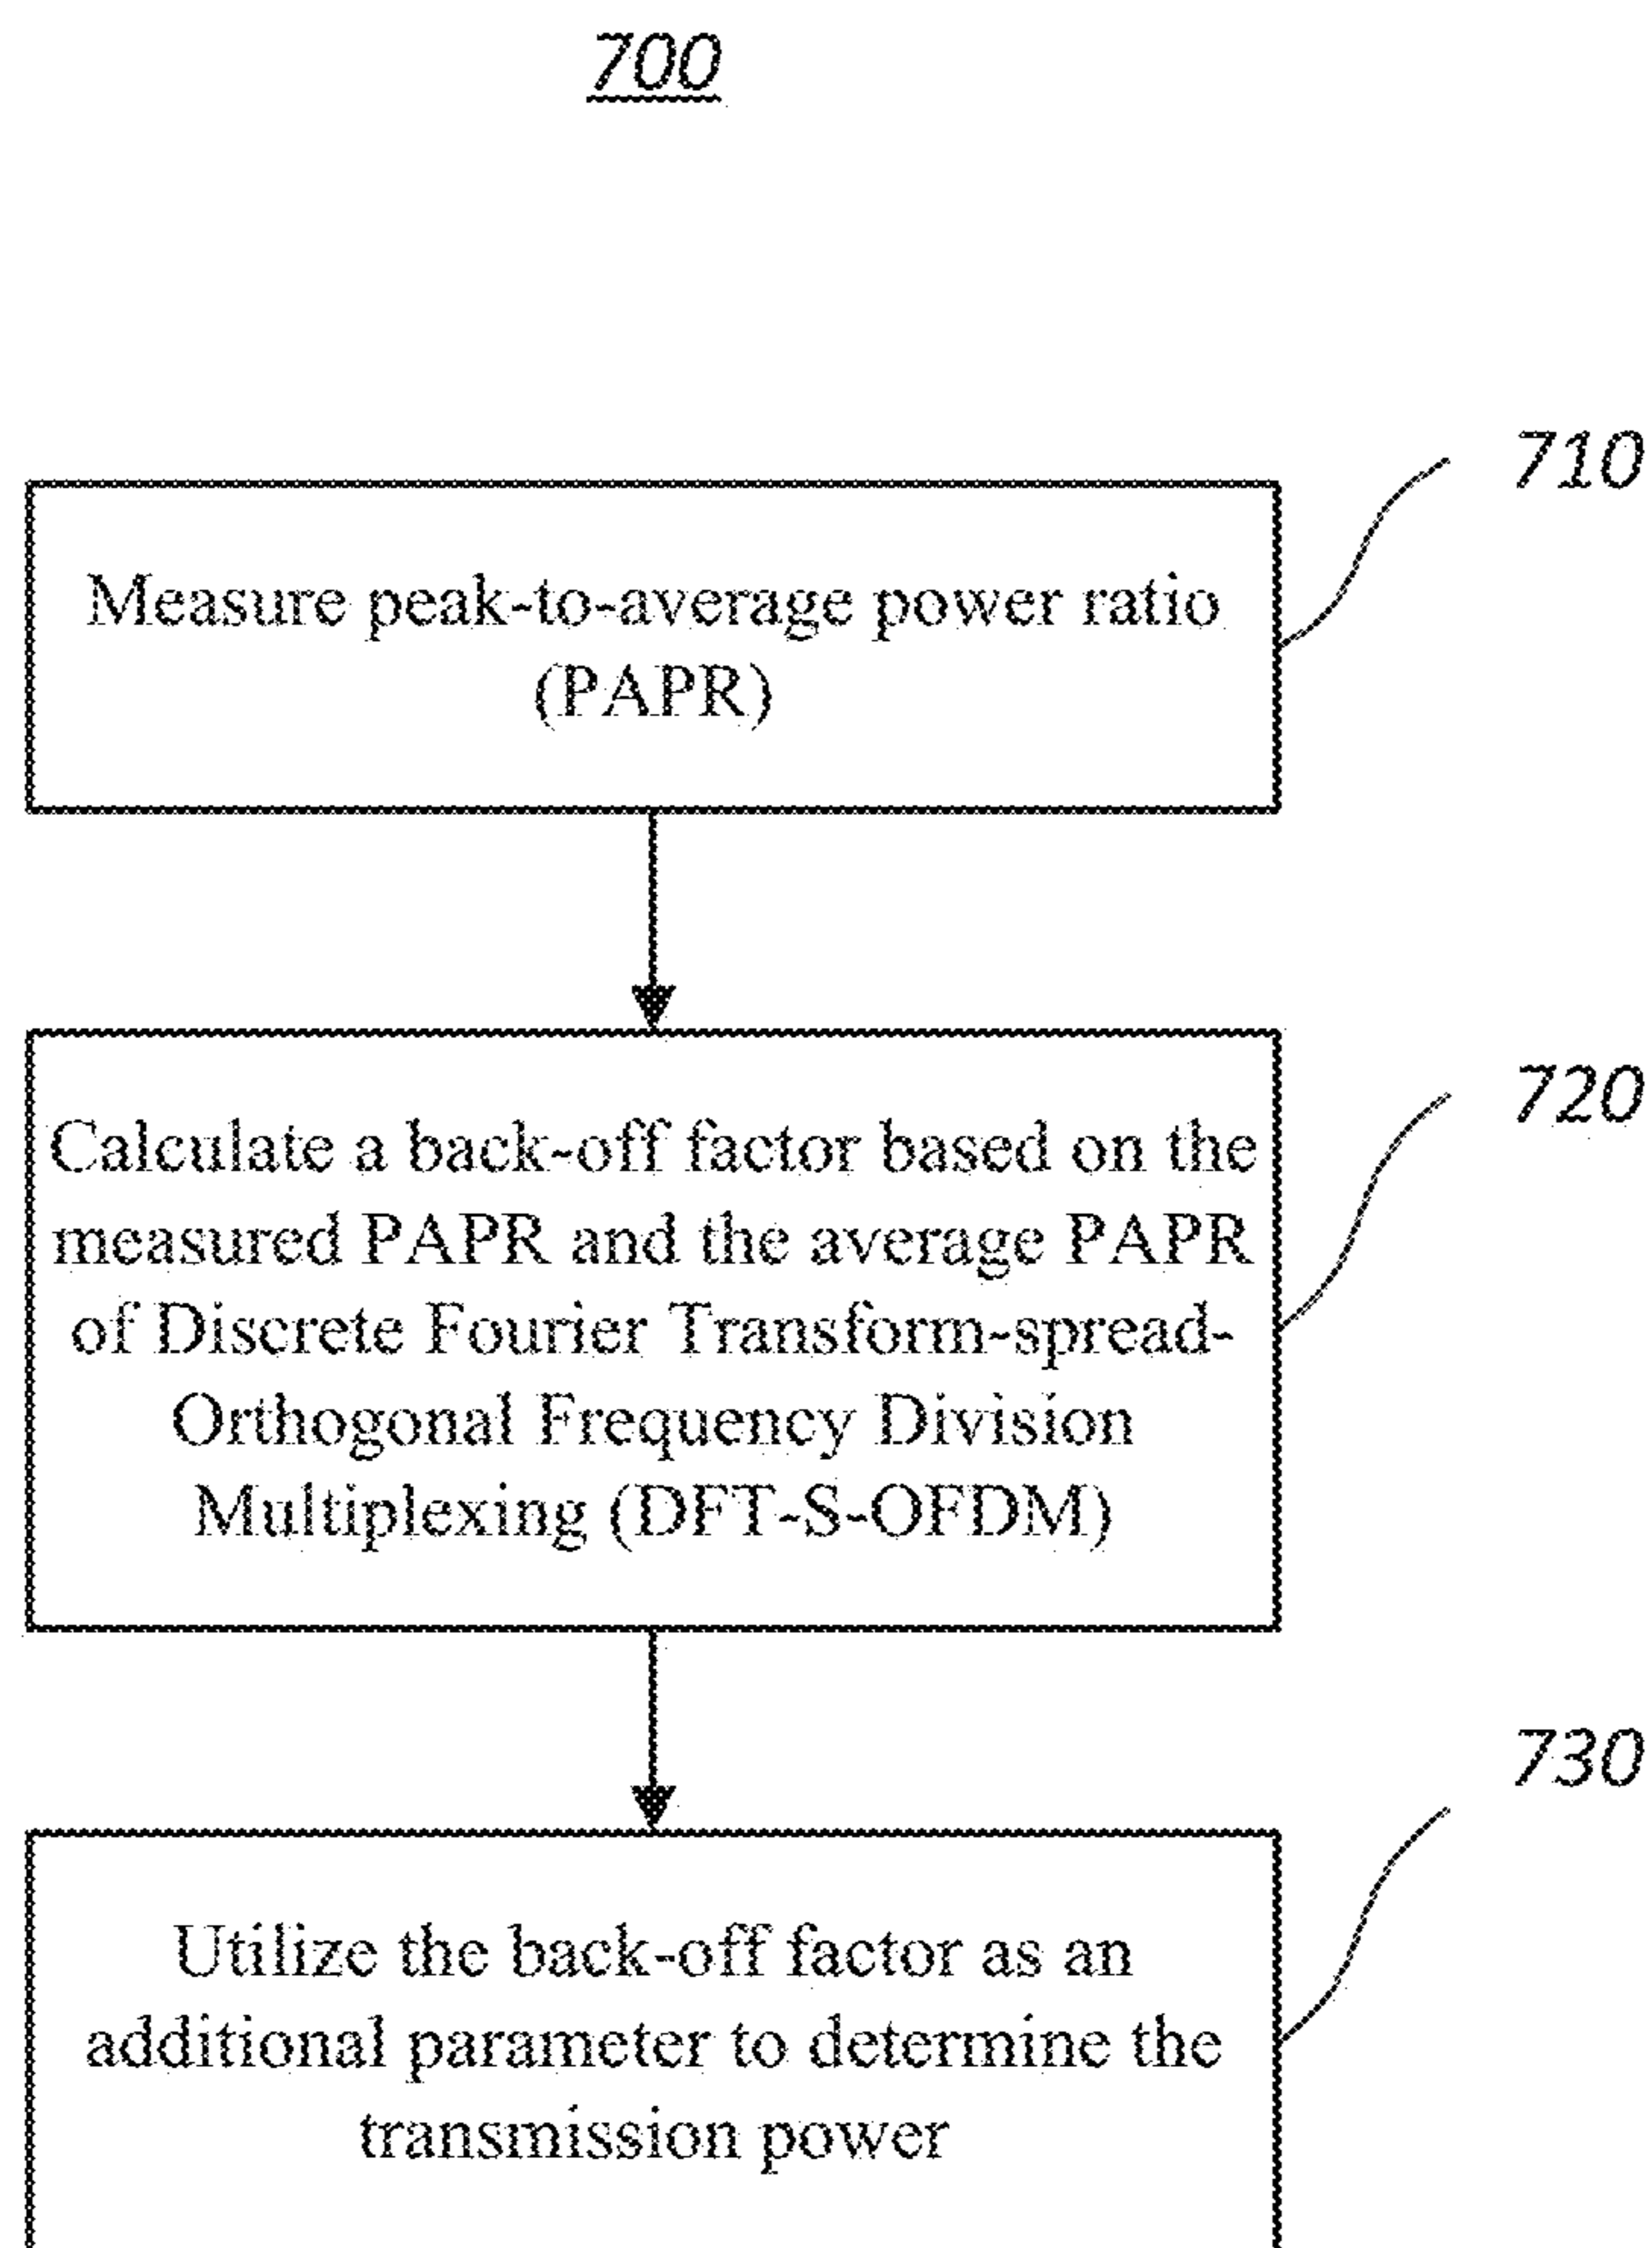 700
710
Measure peak-to-average power ratio
(PAPR)
720
Calculate a back-off factor based on the
measured PAPR and the average PAPR
of Discrete Fourier Transform-spread-
Orthogonal Frequency Division
Multiplexing (DFT-S-OFDM)
730
Utilize the back-off factor as an
additional parameter to determine the
transmission power